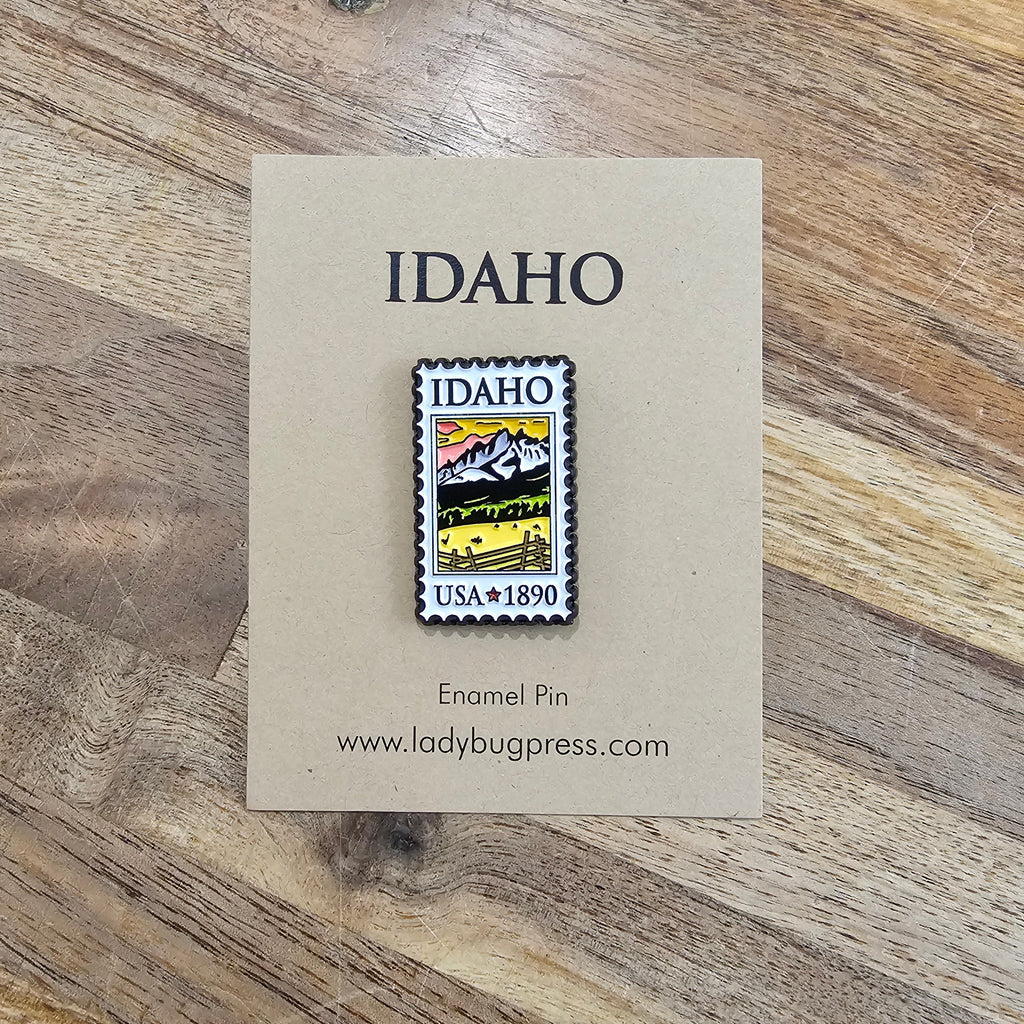 IDAHO
IDAHO
USA★1890
Enamel Pin
www.ladybugpress.com